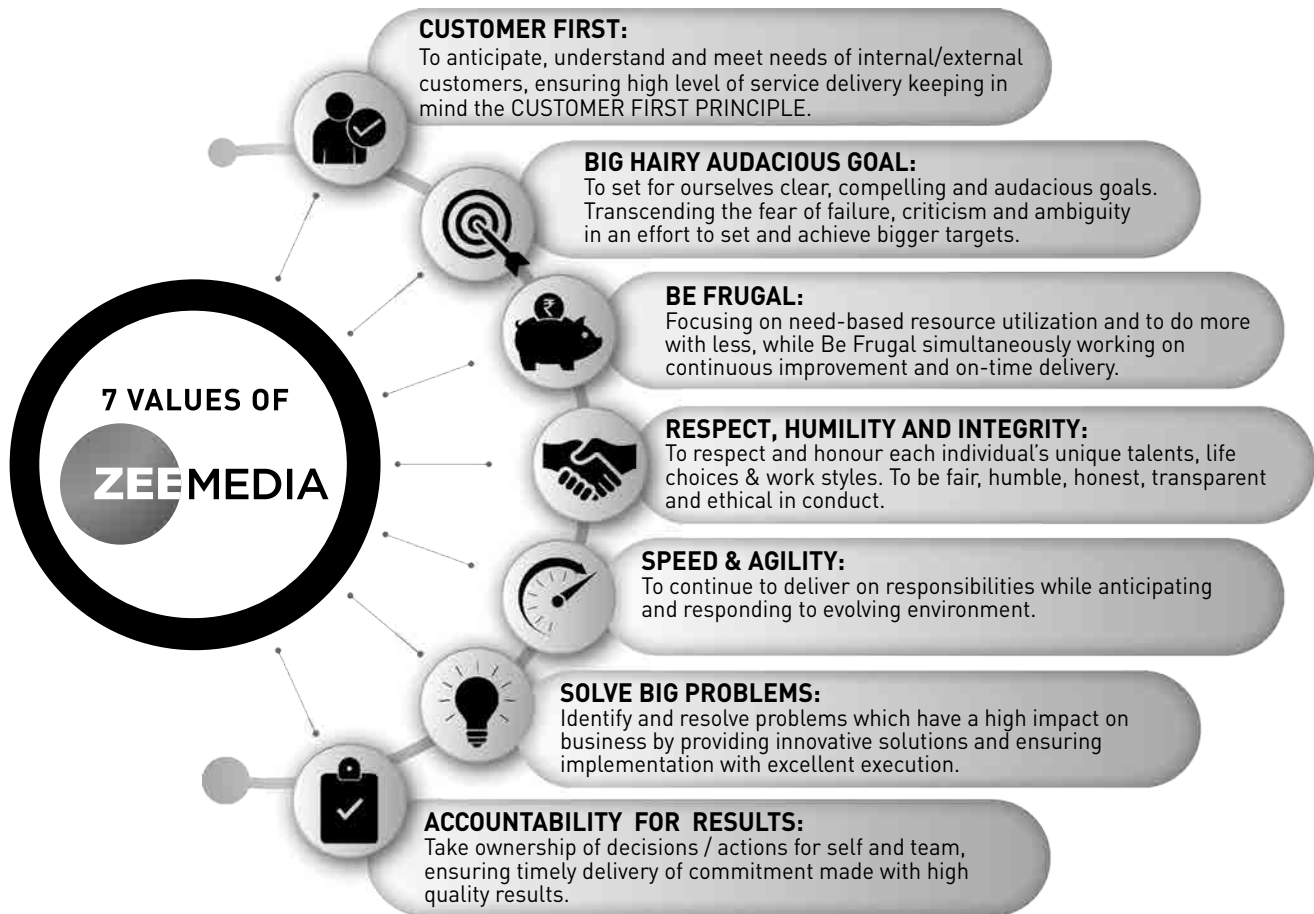 CUSTOMER FIRST:
To anticipate, understand and meet needs of internal/external
customers, ensuring high level of service delivery keeping in
mind the CUSTOMER FIRST PRINCIPLE.
BIG HAIRY AUDACIOUS GOAL:
To set for ourselves clear, compelling and audacious goals.
Transcending the fear of failure, criticism and ambiguity
in an effort to set and achieve bigger targets.
₹
BE FRUGAL:
Focusing on need-based resource utilization and to do more
with less, while Be Frugal simultaneously working on
continuous improvement and on-time delivery.
7 VALUES OF
ZEEMEDIA
RESPECT, HUMILITY AND INTEGRITY:
To respect and honour each individual's unique talents, life
choices & work styles. To be fair, humble, honest, transparent
and ethical in conduct.
SPEED & AGILITY:
To continue to deliver on responsibilities while anticipating
and responding to evolving environment.
SOLVE BIG PROBLEMS:
Identify and resolve problems which have a high impact on
business by providing innovative solutions and ensuring
implementation with excellent execution.
ACCOUNTABILITY FOR RESULTS:
Take ownership of decisions / actions for self and team,
ensuring timely delivery of commitment made with high
quality results.